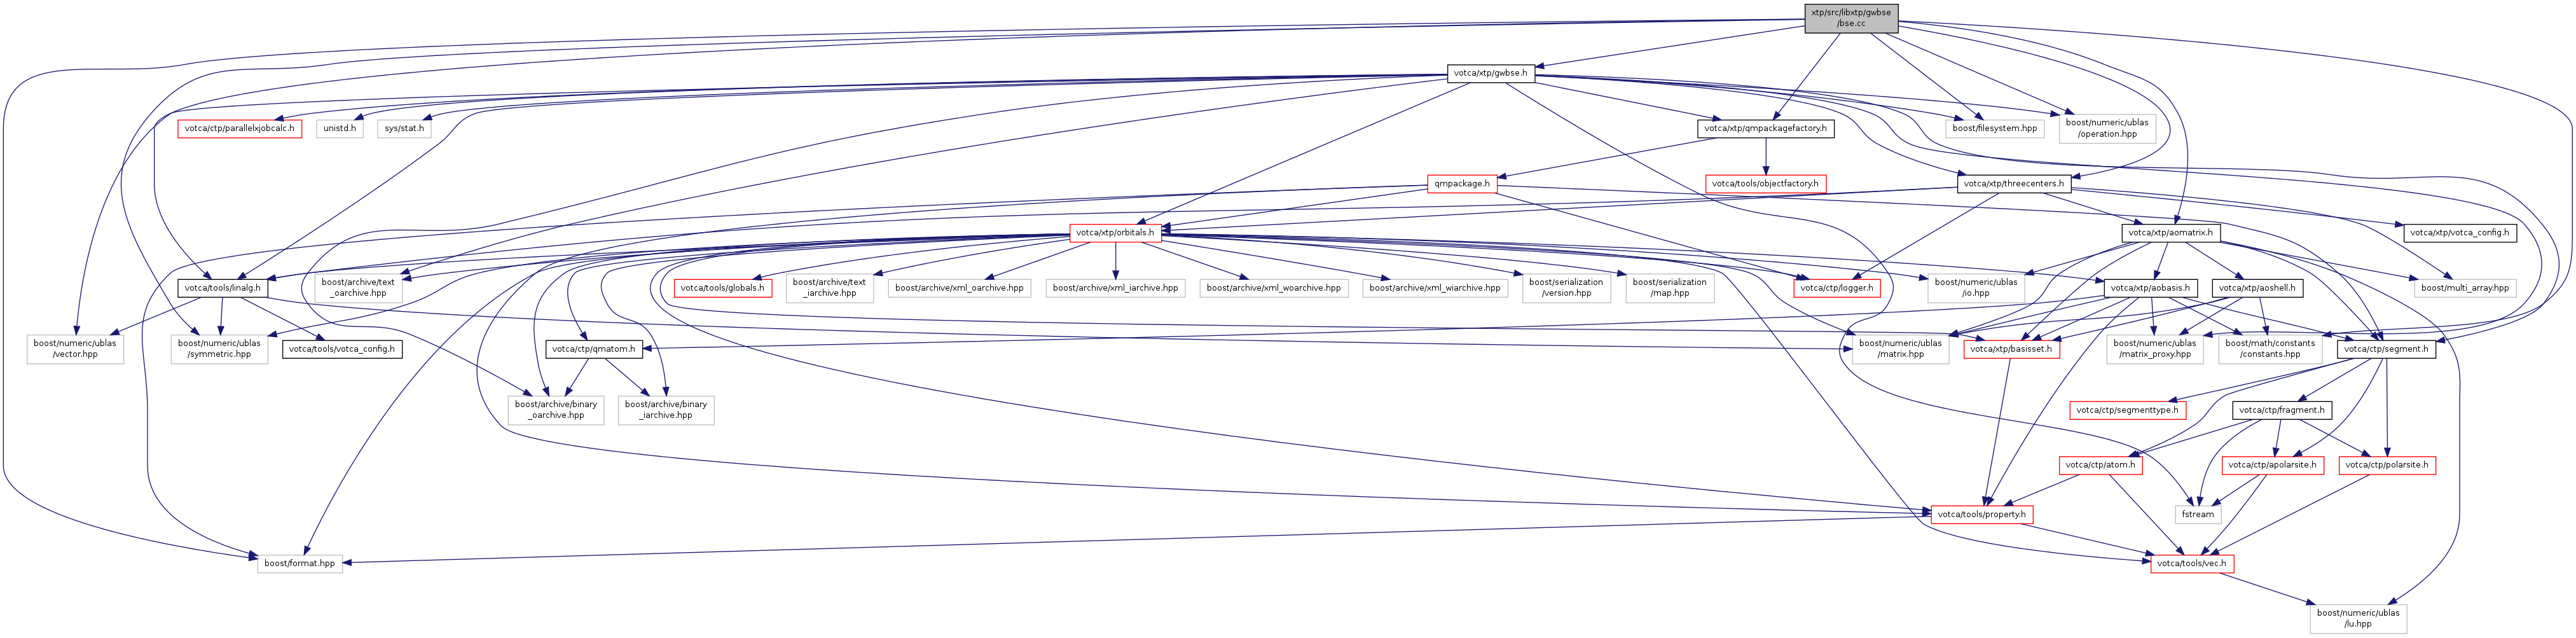 xtp/src/libxtp/gwbse
/bse.cc
votca/xtp/gwbse.h
votca/ctp/parallelxjobcalc.h
unistd.h
sys/stat.h
votca/xtp/qmpackagefactory.h
boost/filesystem.hpp
boost/numeric/ublas
/operation.hpp
qmpackage.h
votca/tools/objectfactory.h
votca/xtp/threecenters.h
votca/xtp/orbitals.h
votca/xtp/aomatrix.h
votca/xtp/votca_config.h
votca/tools/linalg.h
boost/archive/text
_oarchive.hpp
votca/tools/globals.h
boost/archive/text
_iarchive.hpp
boost/archive/xml_oarchive.hpp
boost/archive/xml_iarchive.hpp
boost/archive/xml_woarchive.hpp
boost/archive/xml_wiarchive.hpp
boost/serialization
/version.hpp
boost/serialization
/map.hpp
votca/ctp/logger.h
boost/numeric/ublas
/io.hpp
votca/xtp/aobasis.h
votca/xtp/aoshell.h
boost/multi_array.hpp
boost/numeric/ublas
/vector.hpp
boost/numeric/ublas
/symmetric.hpp
votca/tools/votca_config.h
votca/ctp/qmatom.h
boost/numeric/ublas
/matrix.hpp
votca/xtp/basisset.h
boost/numeric/ublas
/matrix_proxy.hpp
boost/math/constants
/constants.hpp
votca/ctp/segment.h
boost/archive/binary
_oarchive.hpp
boost/archive/binary
_iarchive.hpp
votca/ctp/segmenttype.h
votca/ctp/fragment.h
votca/ctp/atom.h
votca/ctp/apolarsite.h
votca/ctp/polarsite.h
votca/tools/property.h
fstream
boost/format.hpp
votca/tools/vec.h
boost/numeric/ublas
/lu.hpp